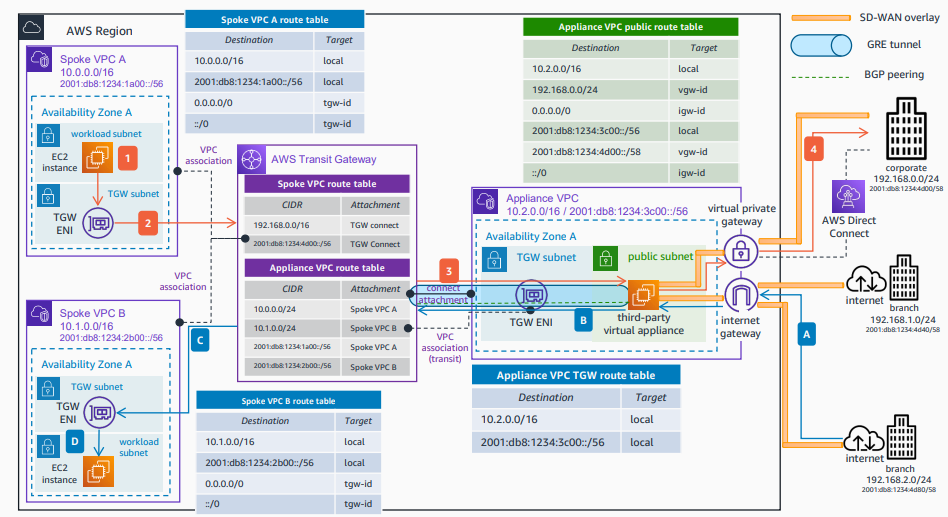 AWS Region
Spoke VPC A route table
Destination Target
10.0.0.0/16 local
2001:db8:1234:1a00::/56 local
0.0.0.0/0 tgw-id
::/0 tgw-id
Appliance VPC public route table
Destination Target
10.2.0.0/16 local
192.168.0.0/24 vgw-id
0.0.0.0/0 igw-id
2001:db8:1234:3c00::/56 local
2001:db8:1234:4d00::/58 vgw-id
::/0 igw-id
SD-WAN overlay
GRE tunnel
BGP peering
Spoke VPC A
10.0.0.0/16
2001:db8:1234:1a00::/56
Availability Zone A
workload subnet
EC2
instance
1
TGW subnet
TGW
ENI
2
VPC
association
AWS Transit Gateway
Spoke VPC route table
CIDR Attachment
192.168.0.0/16 TGW connect
2001:db8:1234:4d00::/56 TGW Connect
Appliance VPC route table
CIDR Attachment
10.0.0.0/24 Spoke VPC A
10.1.0.0/24 Spoke VPC B
2001:db8:1234:1a00::/56 Spoke VPC A
2001:db8:1234:2b00::/56 Spoke VPC B
VPC
association
3
connect
attachment
VPC
association
(transit)
Appliance VPC
10.2.0.0/16 / 2001:db8:1234:3c00::/56
Availability Zone A
TGW subnet
public subnet
TGW ENI
B
third-party
virtual appliance
virtual private
gateway
internet
gateway
4
AWS Direct
Connect
corporate
192.168.0.0/24
2001:db8:1234:4d00/58
internet
branch
192.168.1.0/24
2001:db8:1234:4d40/58
A
internet
branch
192.168.2.0/24
2001:db8:1234:4d80/58
Spoke VPC B
10.1.0.0/16
2001:db8:1234:2b00::/56
Availability Zone A
TGW subnet
TGW
ENI
C
D
workload
subnet
EC2
instance
Spoke VPC B route table
Destination Target
10.1.0.0/16 local
2001:db8:1234:2b00::/56 local
0.0.0.0/0 tgw-id
::/0 tgw-id
Appliance VPC TGW route table
Destination Target
10.2.0.0/16 local
2001:db8:1234:3c00::/56 local